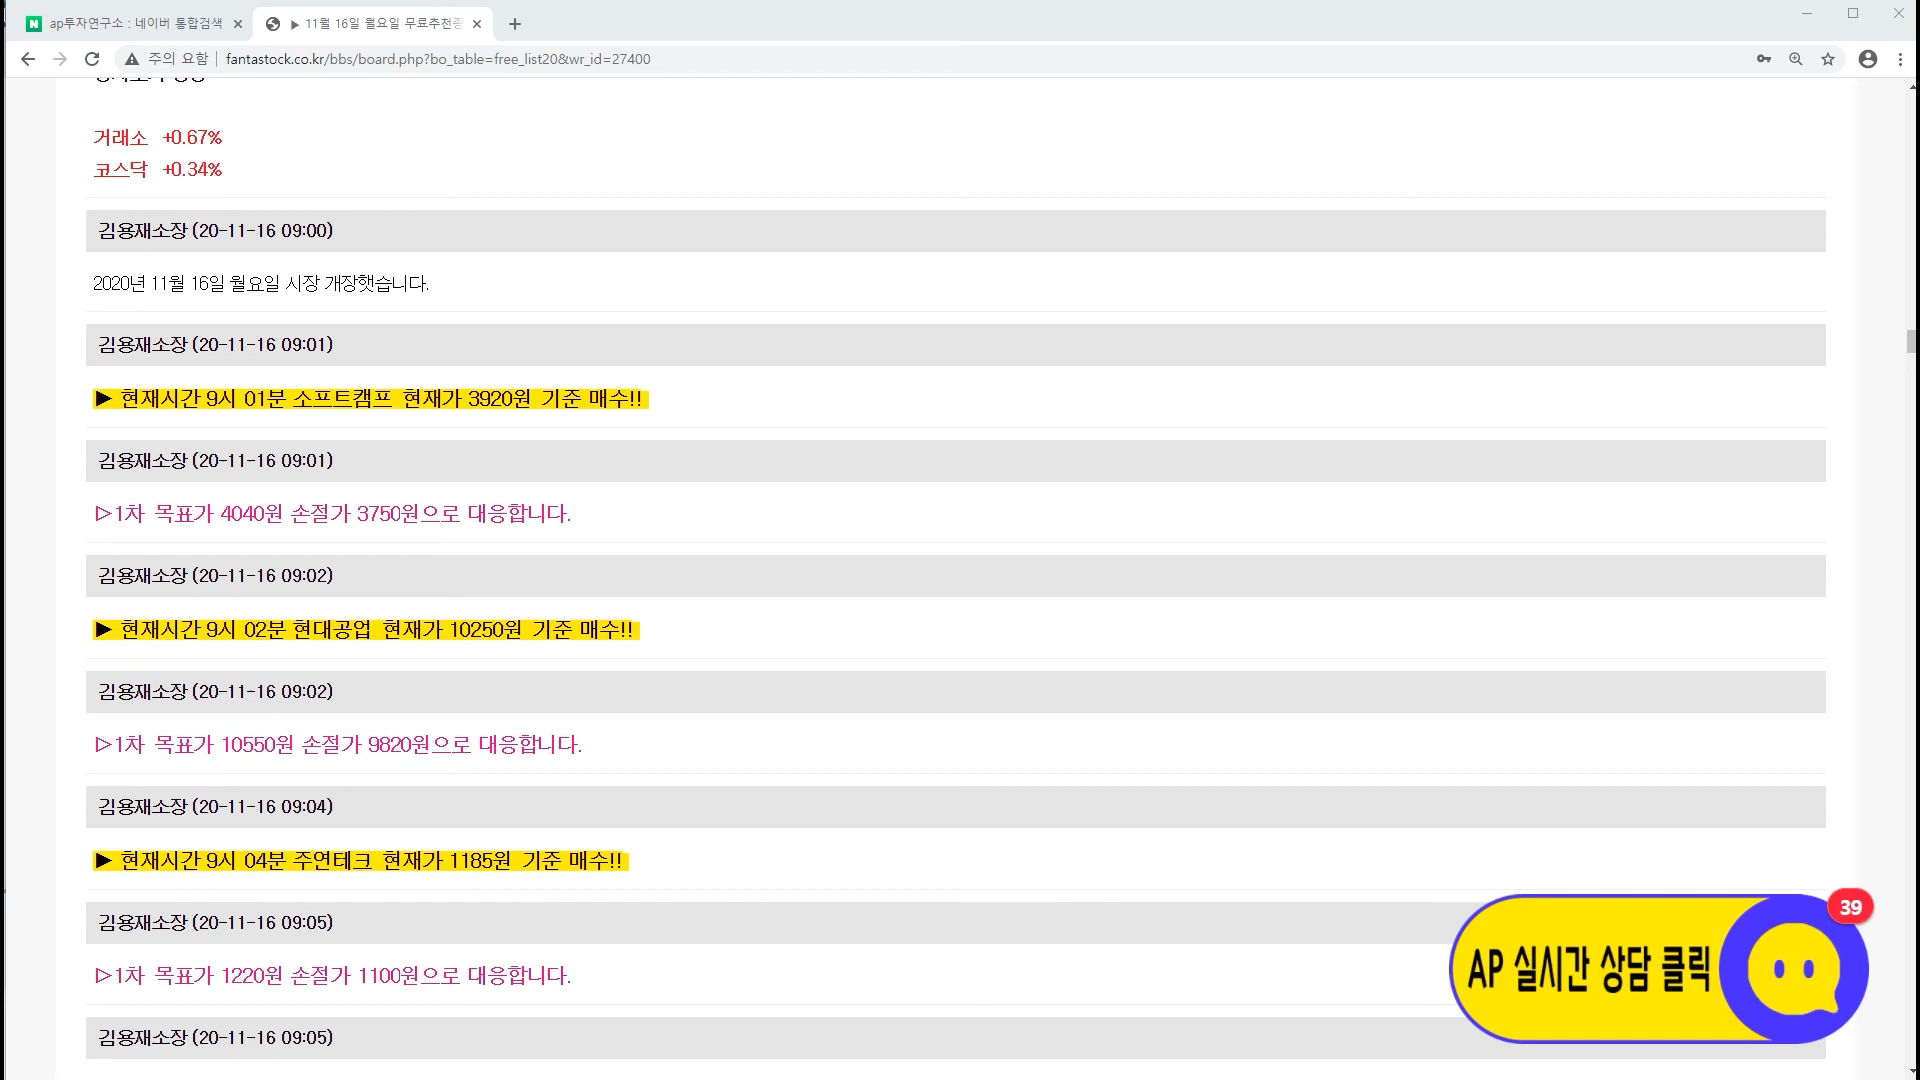 ap투자연구소 : 네이버 통합검색
▶ 11월 16일 월요일 무료추천종
주의 요함
fantastock.co.kr/bbs/board.php?bo_table=free_list20&wr_id=27400
거래소 +0.67%
코스닥 +0.34%
김용재소장 (20-11-16 09:00)
2020년 11월 16일 월요일 시장 개장햇습니다.
김용재소장 (20-11-16 09:01)
▶ 현재시간 9시 01분 소프트캠프 현재가 3920원 기준 매수!!
김용재소장 (20-11-16 09:01)
▷1차 목표가 4040원 손절가 3750원으로 대응합니다.
김용재소장 (20-11-16 09:02)
▶ 현재시간 9시 02분 현대공업 현재가 10250원 기준 매수!!
김용재소장 (20-11-16 09:02)
▷1차 목표가 10550원 손절가 9820원으로 대응합니다.
김용재소장 (20-11-16 09:04)
▶ 현재시간 9시 04분 주연테크 현재가 1185원 기준 매수!!
김용재소장 (20-11-16 09:05)
▷1차 목표가 1220원 손절가 1100원으로 대응합니다.
김용재소장 (20-11-16 09:05)
39
AP 실시간 상담 클릭